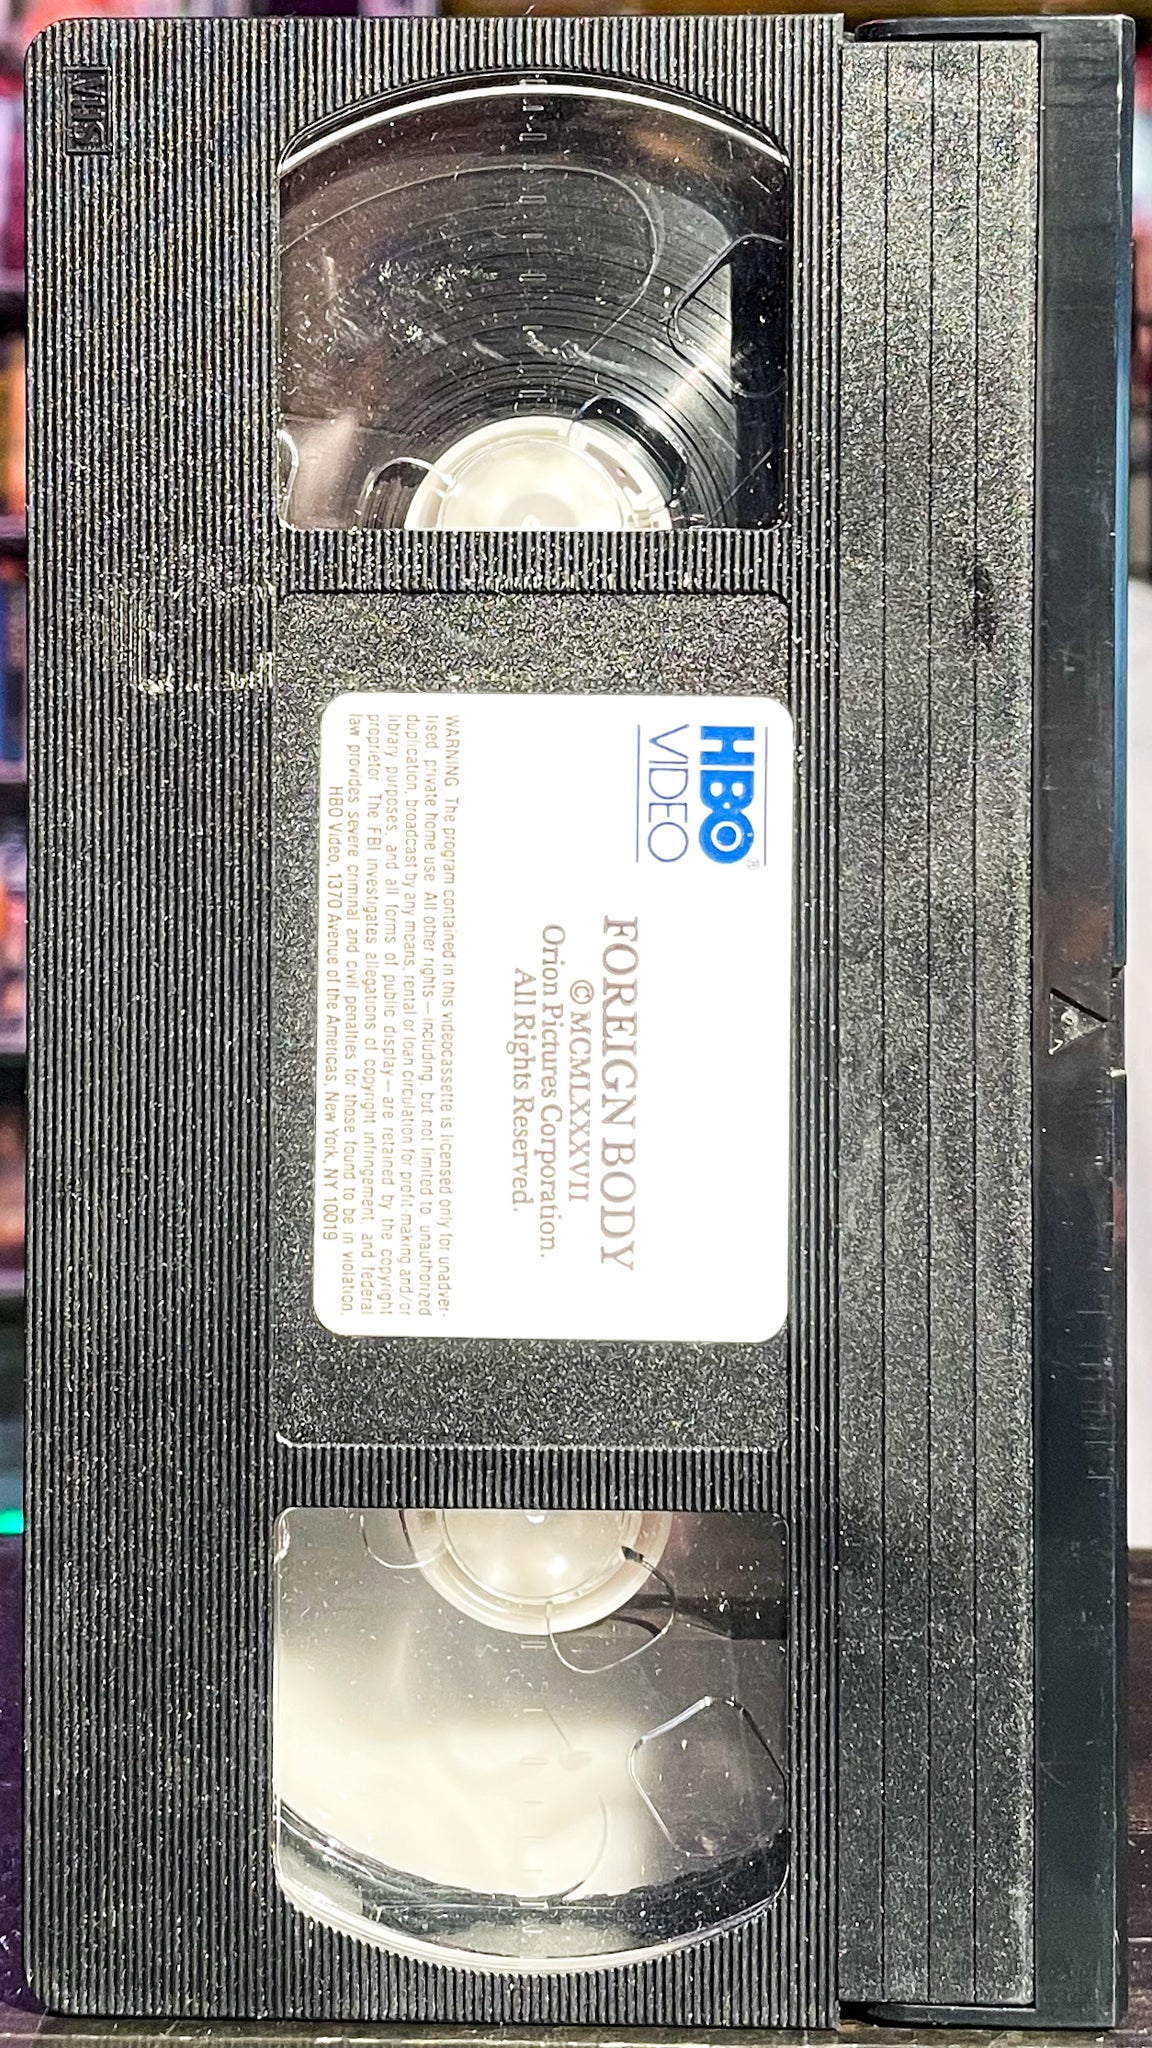 VHS
HBO®
VIDEO
FOREIGN BODY
© MCMLXXXVII
Orion Pictures Corporation.
All Rights Reserved.
WARNING The program contained in this videocassette is licensed only for unadver-
tised, private home use. All other rights—including, but not limited to unauthorized
duplication, broadcast by any means, rental or loan circulation for profit-making and/or
library purposes, and all forms of public display—are retained by the copyright
proprietor. The FBI investigates allegations of copyright infringement, and federal
law provides severe criminal and civil penalties for those found to be in violation.
HBO Video, 1370 Avenue of the Americas, New York, NY 10019